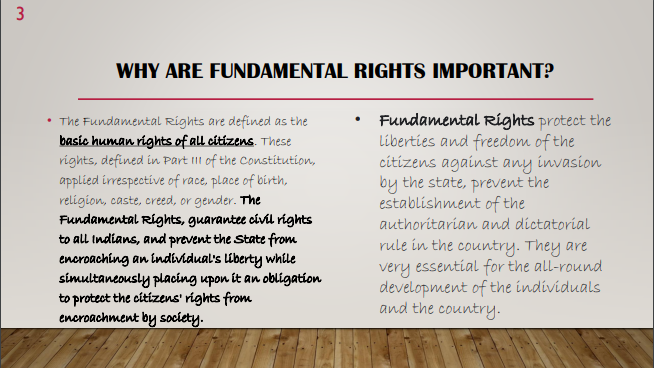 3
WHY ARE FUNDAMENTAL RIGHTS IMPORTANT?
• The Fundamental Rights are defined as the
basic human rights of all citizens. These
rights, defined in Part III of the Constitution,
applied irrespective of race, place of birth,
religion, caste, creed, or gender. The
Fundamental Rights, guarantee civil rights
to all Indians, and prevent the State from
encroaching an individual's liberty while
simultaneously placing upon it an obligation
to protect the citizens' rights from
encroachment by society.
• Fundamental Rights protect the
liberties and freedom of the
citizens against any invasion
by the state, prevent the
establishment of the
authoritarian and dictatorial
rule in the country. They are
very essential for the all-round
development of the individuals
and the country.